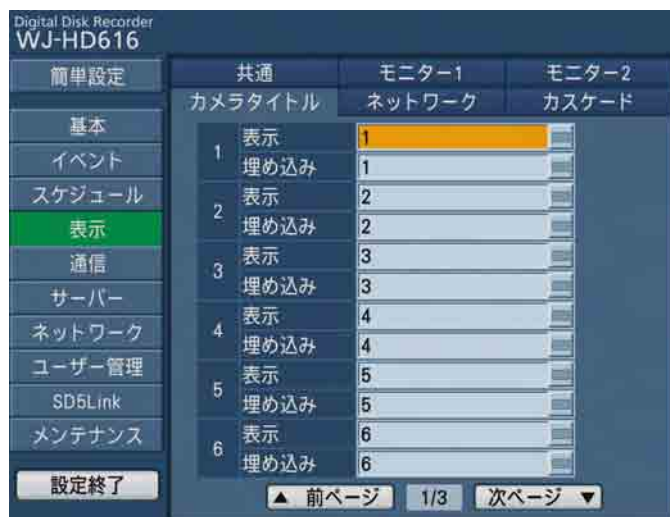 Digital Disk Recorder
WJ-HD616
簡単設定
基本
イベント
スケジュール
表示
通信
サーバー
ネットワーク
ユーザー管理
SD5Link
メンテナンス
設定終了
共通 モニター1 モニター2
カメラタイトル ネットワーク カスケード
1 表示 1
埋め込み 1
2 表示 2
埋め込み 2
3 表示 3
埋め込み 3
4 表示 4
埋め込み 4
5 表示 5
埋め込み 5
6 表示 6
埋め込み 6
▲ 前ページ 1/3 次ページ ▼